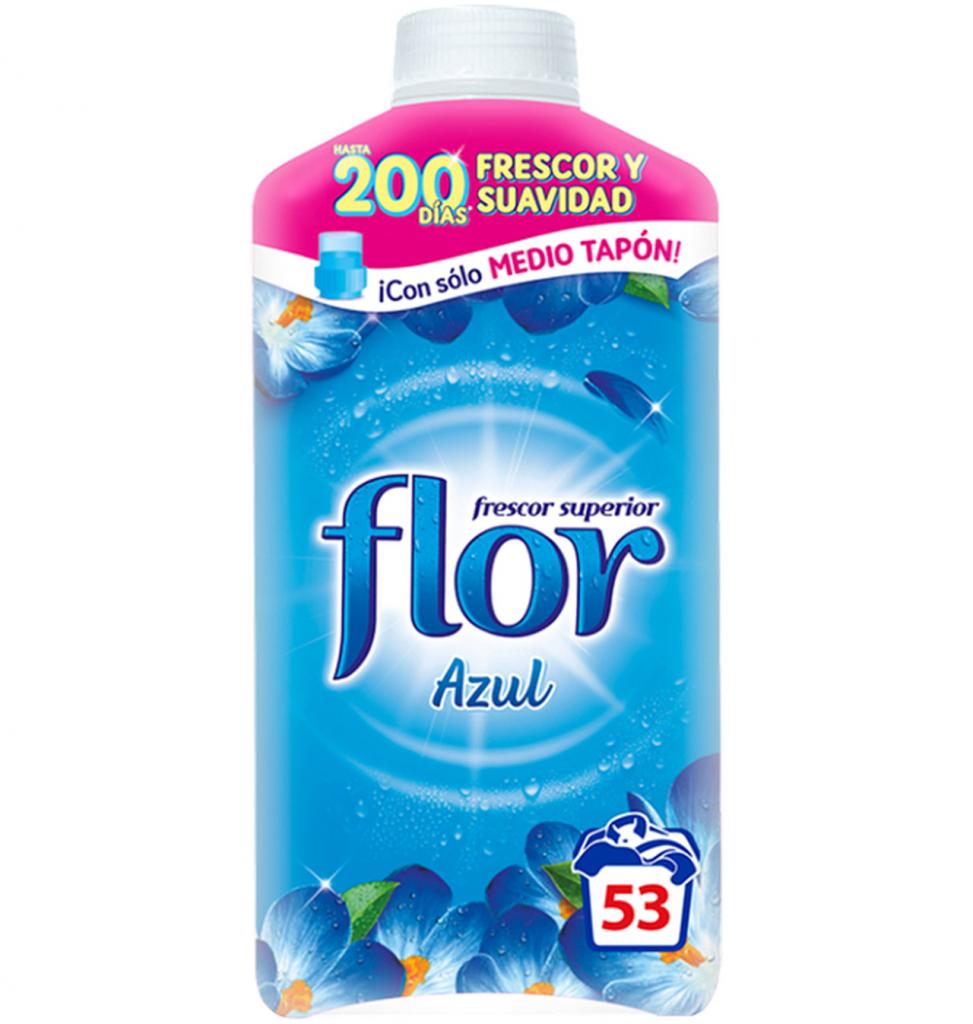 HASTA
200 FRESCOR Y
DÍAS* SUAVIDAD
¡Con sólo MEDIO TAPÓN!
frescor superior
flor
Azul
53